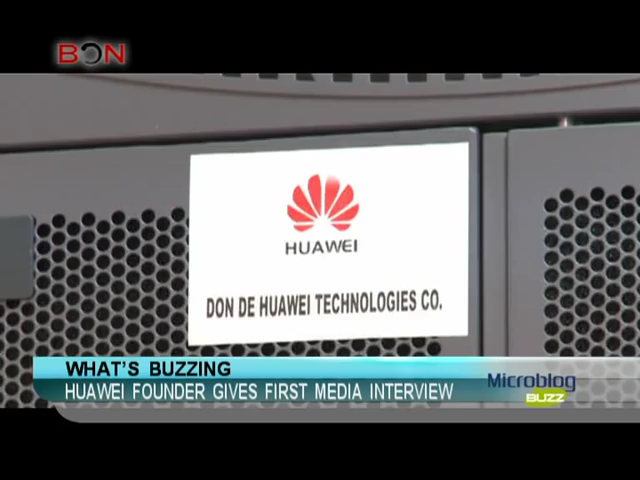 BON
HUAWEI
DON DE HUAWEI TECHNOLOGIES CO.
WHAT'S BUZZING
HUAWEI FOUNDER GIVES FIRST MEDIA INTERVIEW
Microblog
BUZZ